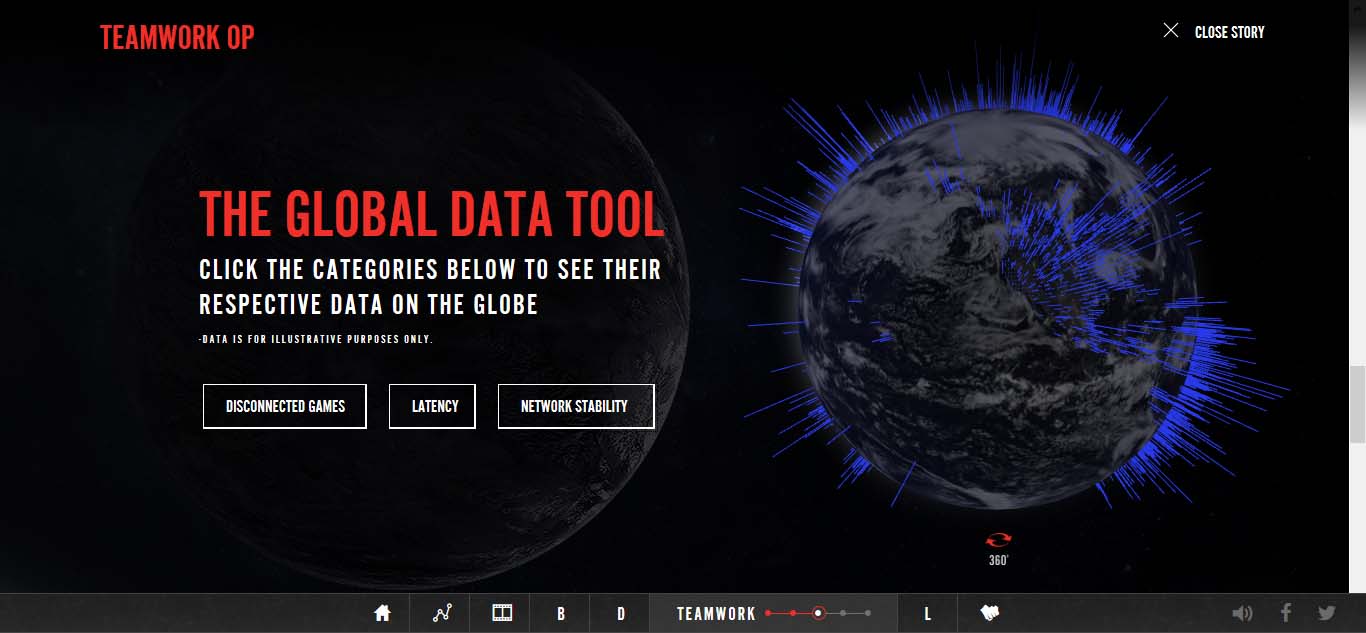 TEAMWORK OP
CLOSE STORY
THE GLOBAL DATA TOOL
CLICK THE CATEGORIES BELOW TO SEE THEIR
RESPECTIVE DATA ON THE GLOBE
-DATA IS FOR ILLUSTRATIVE PURPOSES ONLY.
DISCONNECTED GAMES
LATENCY
NETWORK STABILITY
360°
B
D
TEAMWORK
L